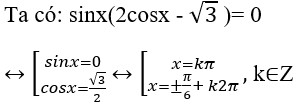 Ta có: sinx(2cosx - √3 )= 0
↔ [sinx=0 cosx=√3/2 ↔ [x=kπ x=±π/6+ k2π , k∈Z